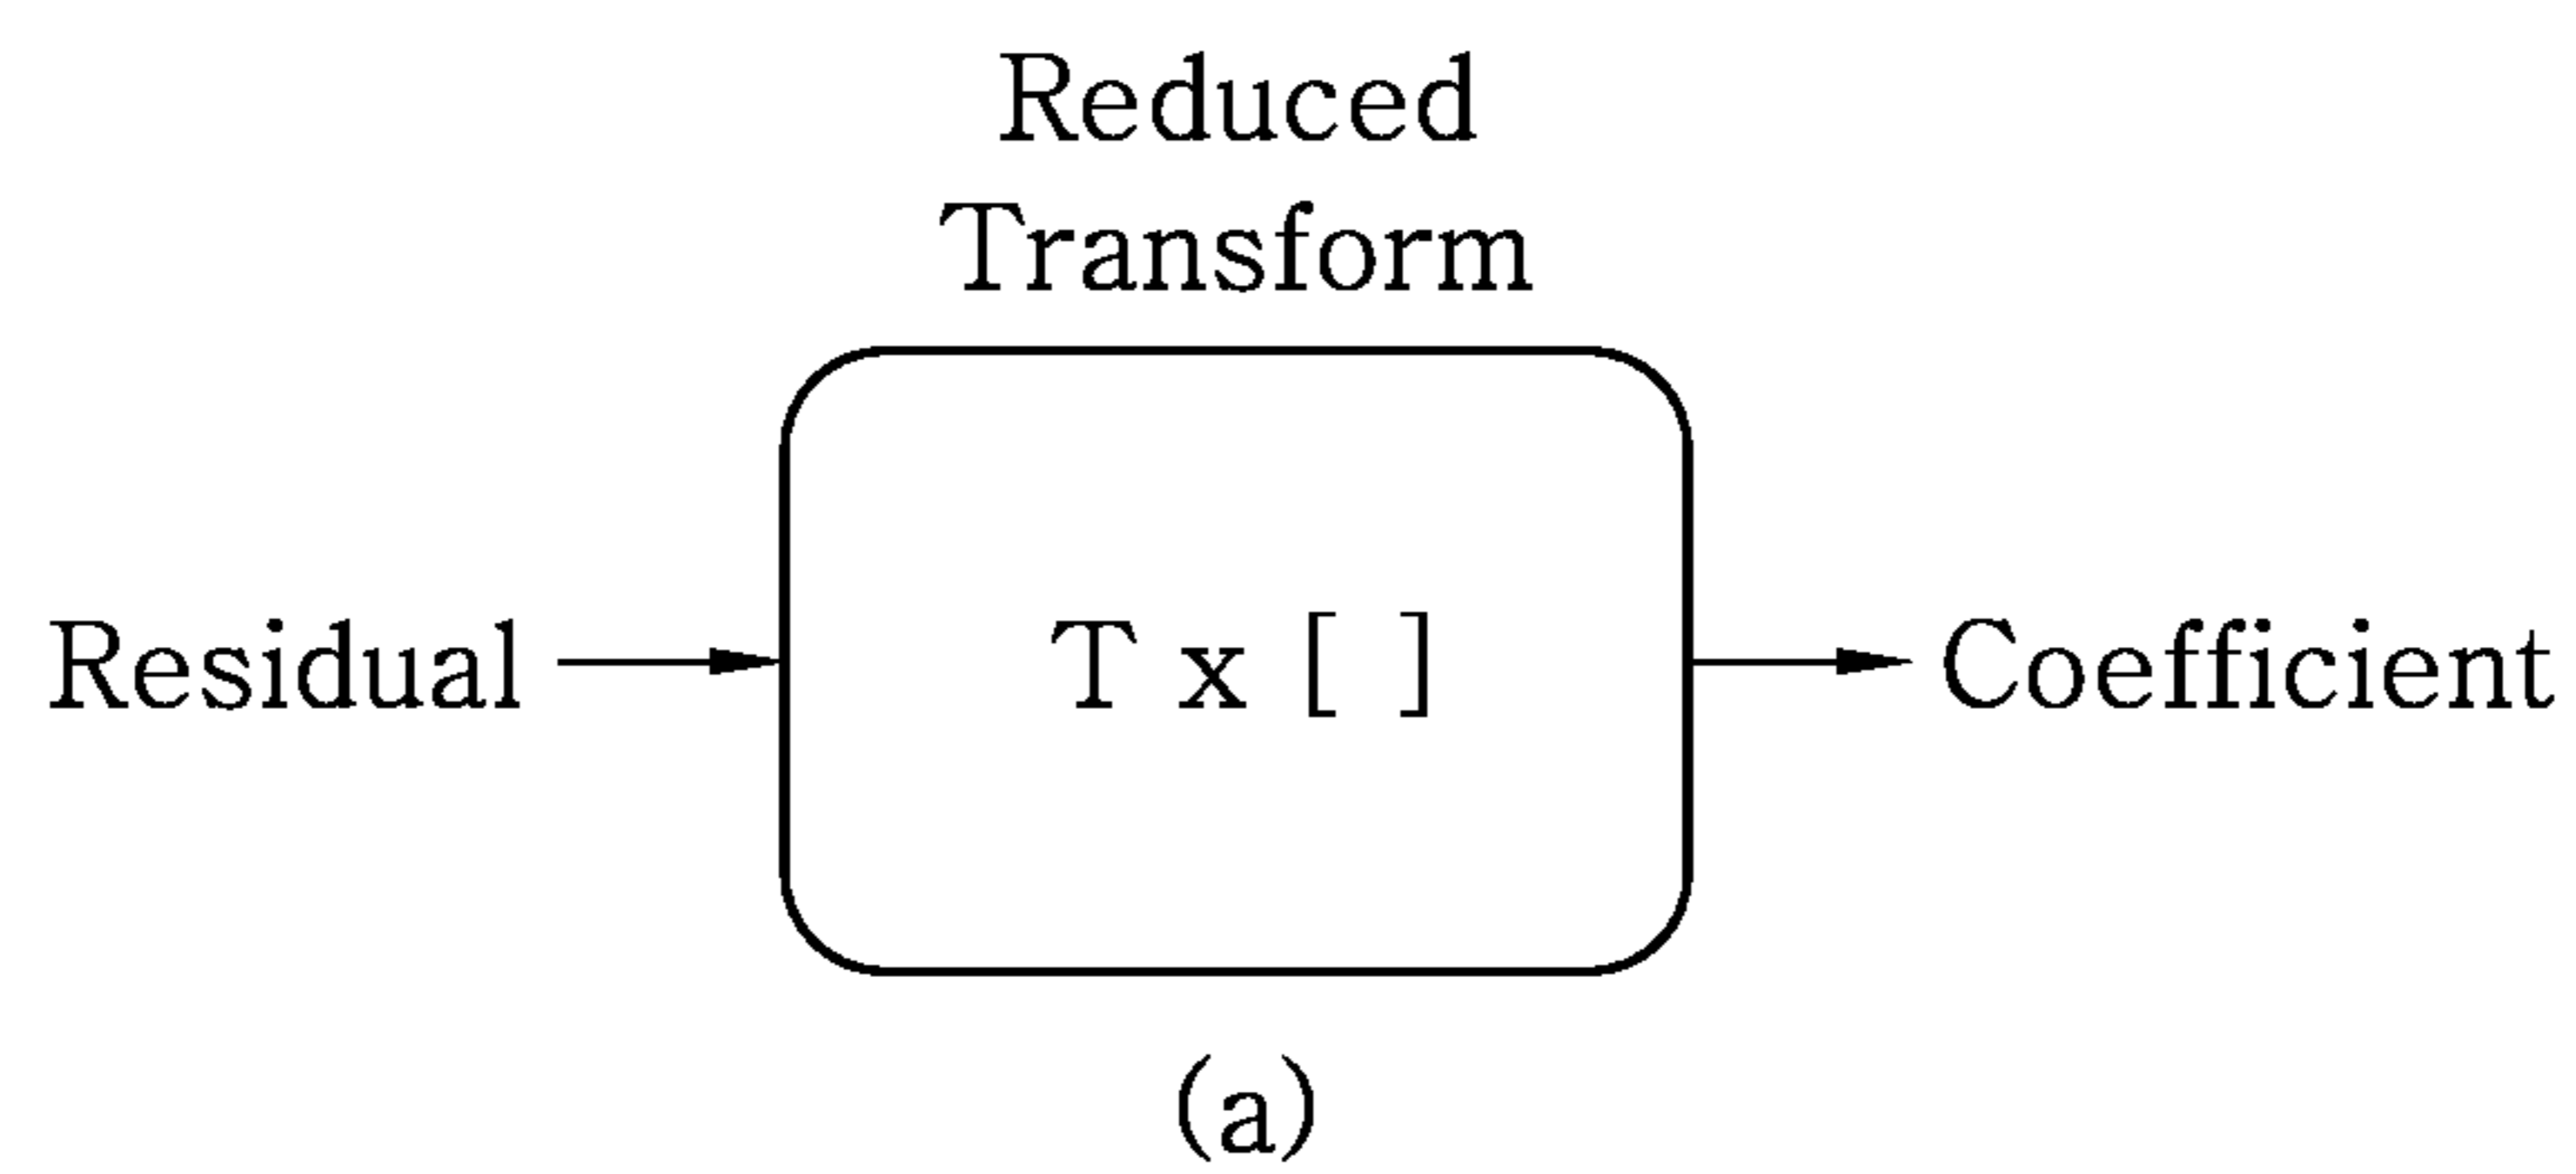 Reduced
Transform
Residual
T x [ ]
Coefficient
(a)